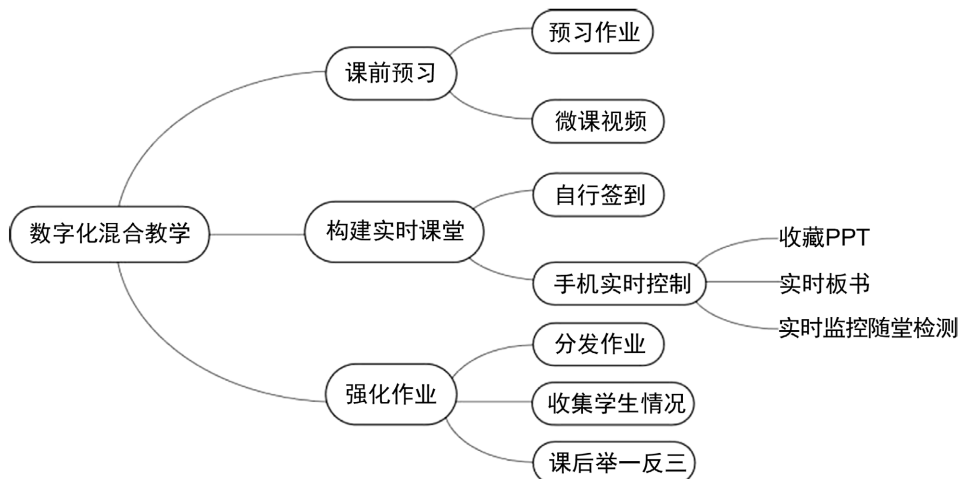 数字化混合教学
课前预习
预习作业
微课视频
构建实时课堂
自行签到
手机实时控制
收藏PPT
实时板书
实时监控随堂检测
强化作业
分发作业
收集学生情况
课后举一反三